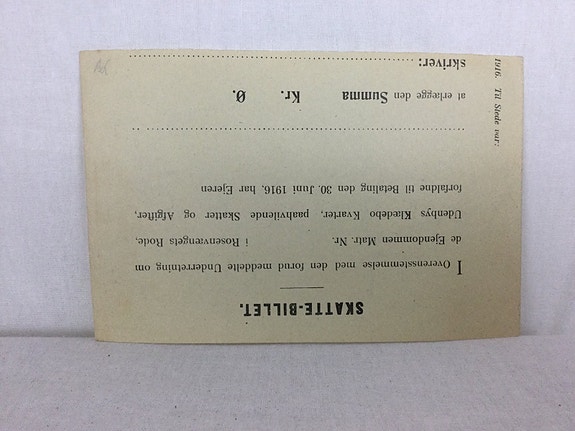 SKATTE-BILLET.
I Overensstemmelse med den forud meddelte Underretning om
de Ejendommen Matr. Nr. i Rosenvængets Rode,
Udenbys Klædebo Kvarter, paahvilende Skatter og Afgifter,
forfaldne til Betaling den 30. Juni 1916, har Ejeren
at erlægge den Summa Kr. Ø.
skriver:
1916. Til Stede var: